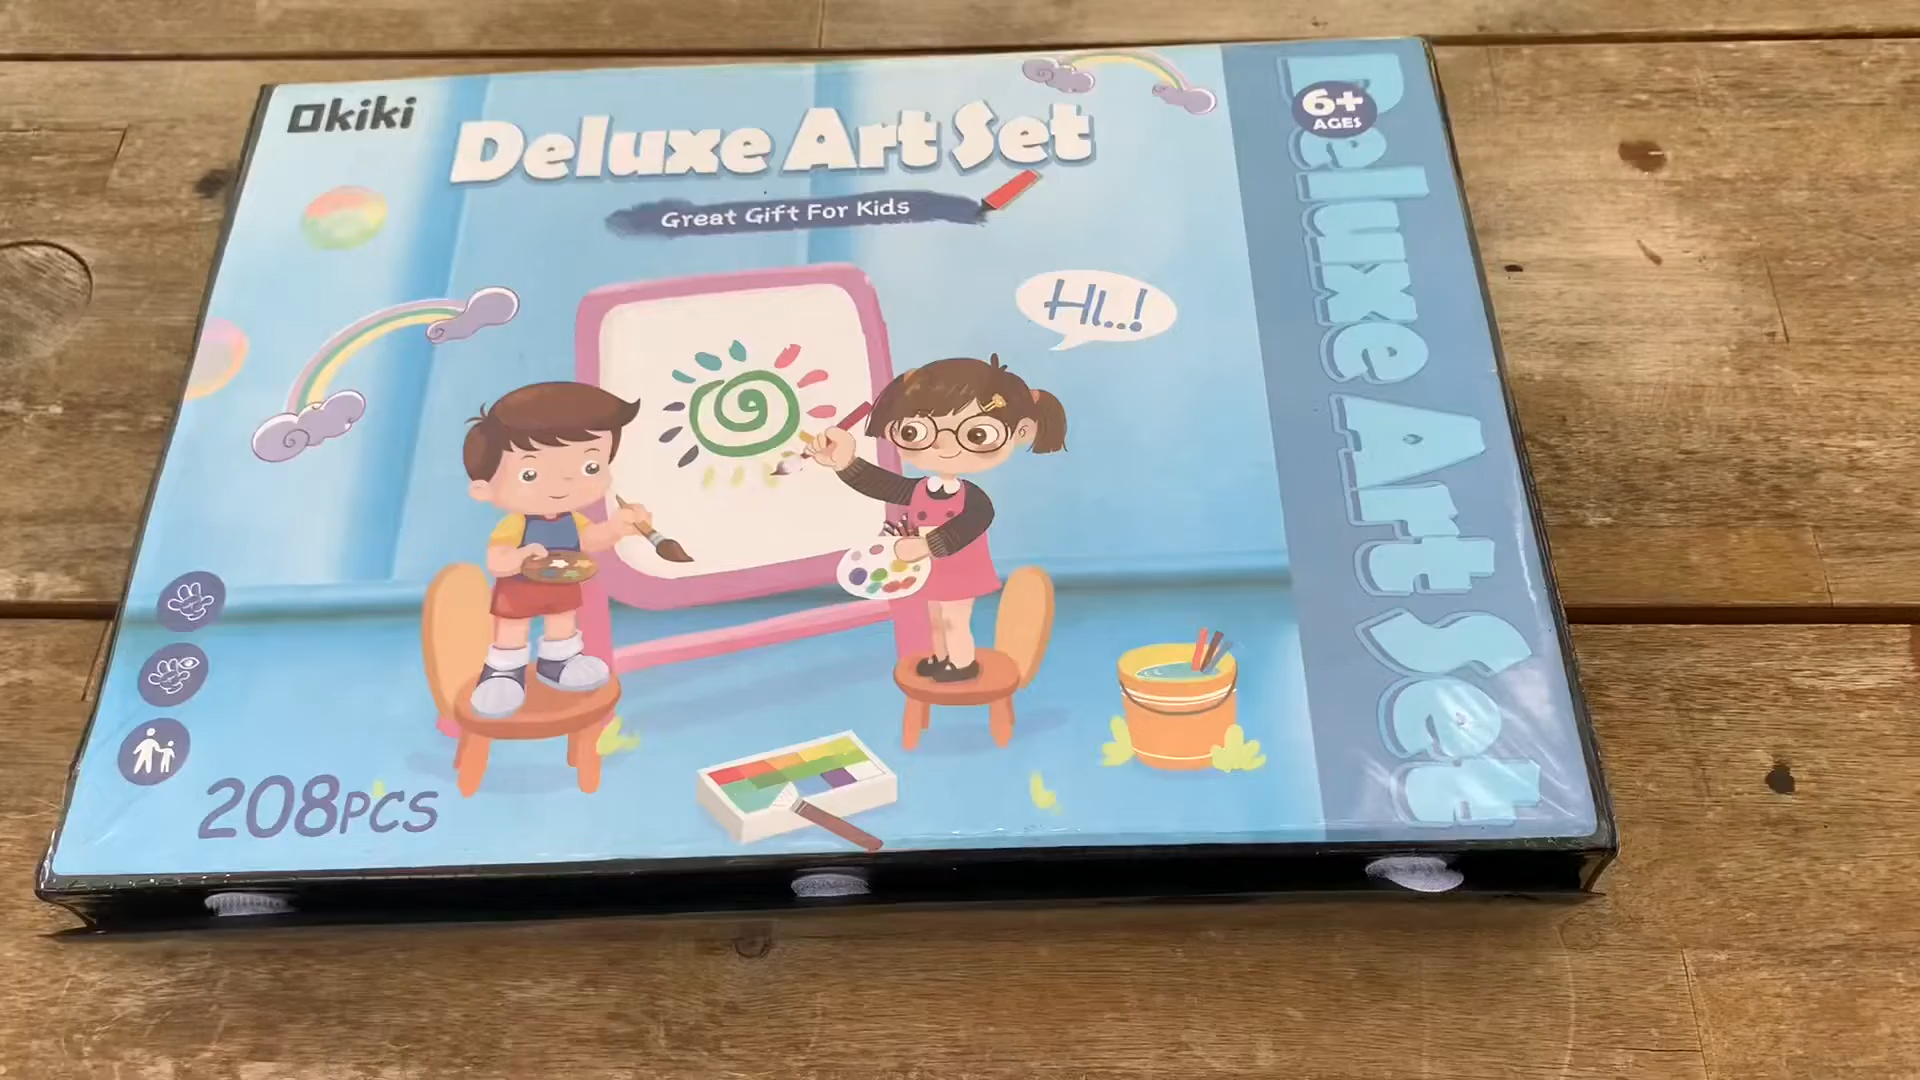 Okiki
Deluxe Art Set
Great Gift For Kids
6+
AGES
HI..!
Deluxe Art Set
208PCS